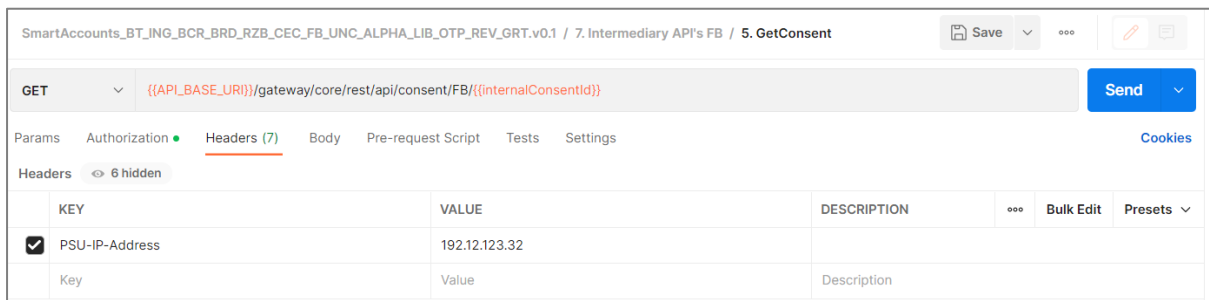 SmartAccounts_BT_ING_BCR_BRD_RZB_CEC_FB_UNC_ALPHA_LIB_OTP_REV_GRT.v0.1 / 7. Intermediary API's FB / 5. GetConsent Save
GET {{API_BASE_URI}}/gateway/core/rest/api/consent/FB/{{internalConsentId}} Send
Params Authorization Headers (7) Body Pre-request Script Tests Settings Cookies
Headers 6 hidden
KEY VALUE DESCRIPTION Bulk Edit Presets
PSU-IP-Address 192.12.123.32
Key Value Description